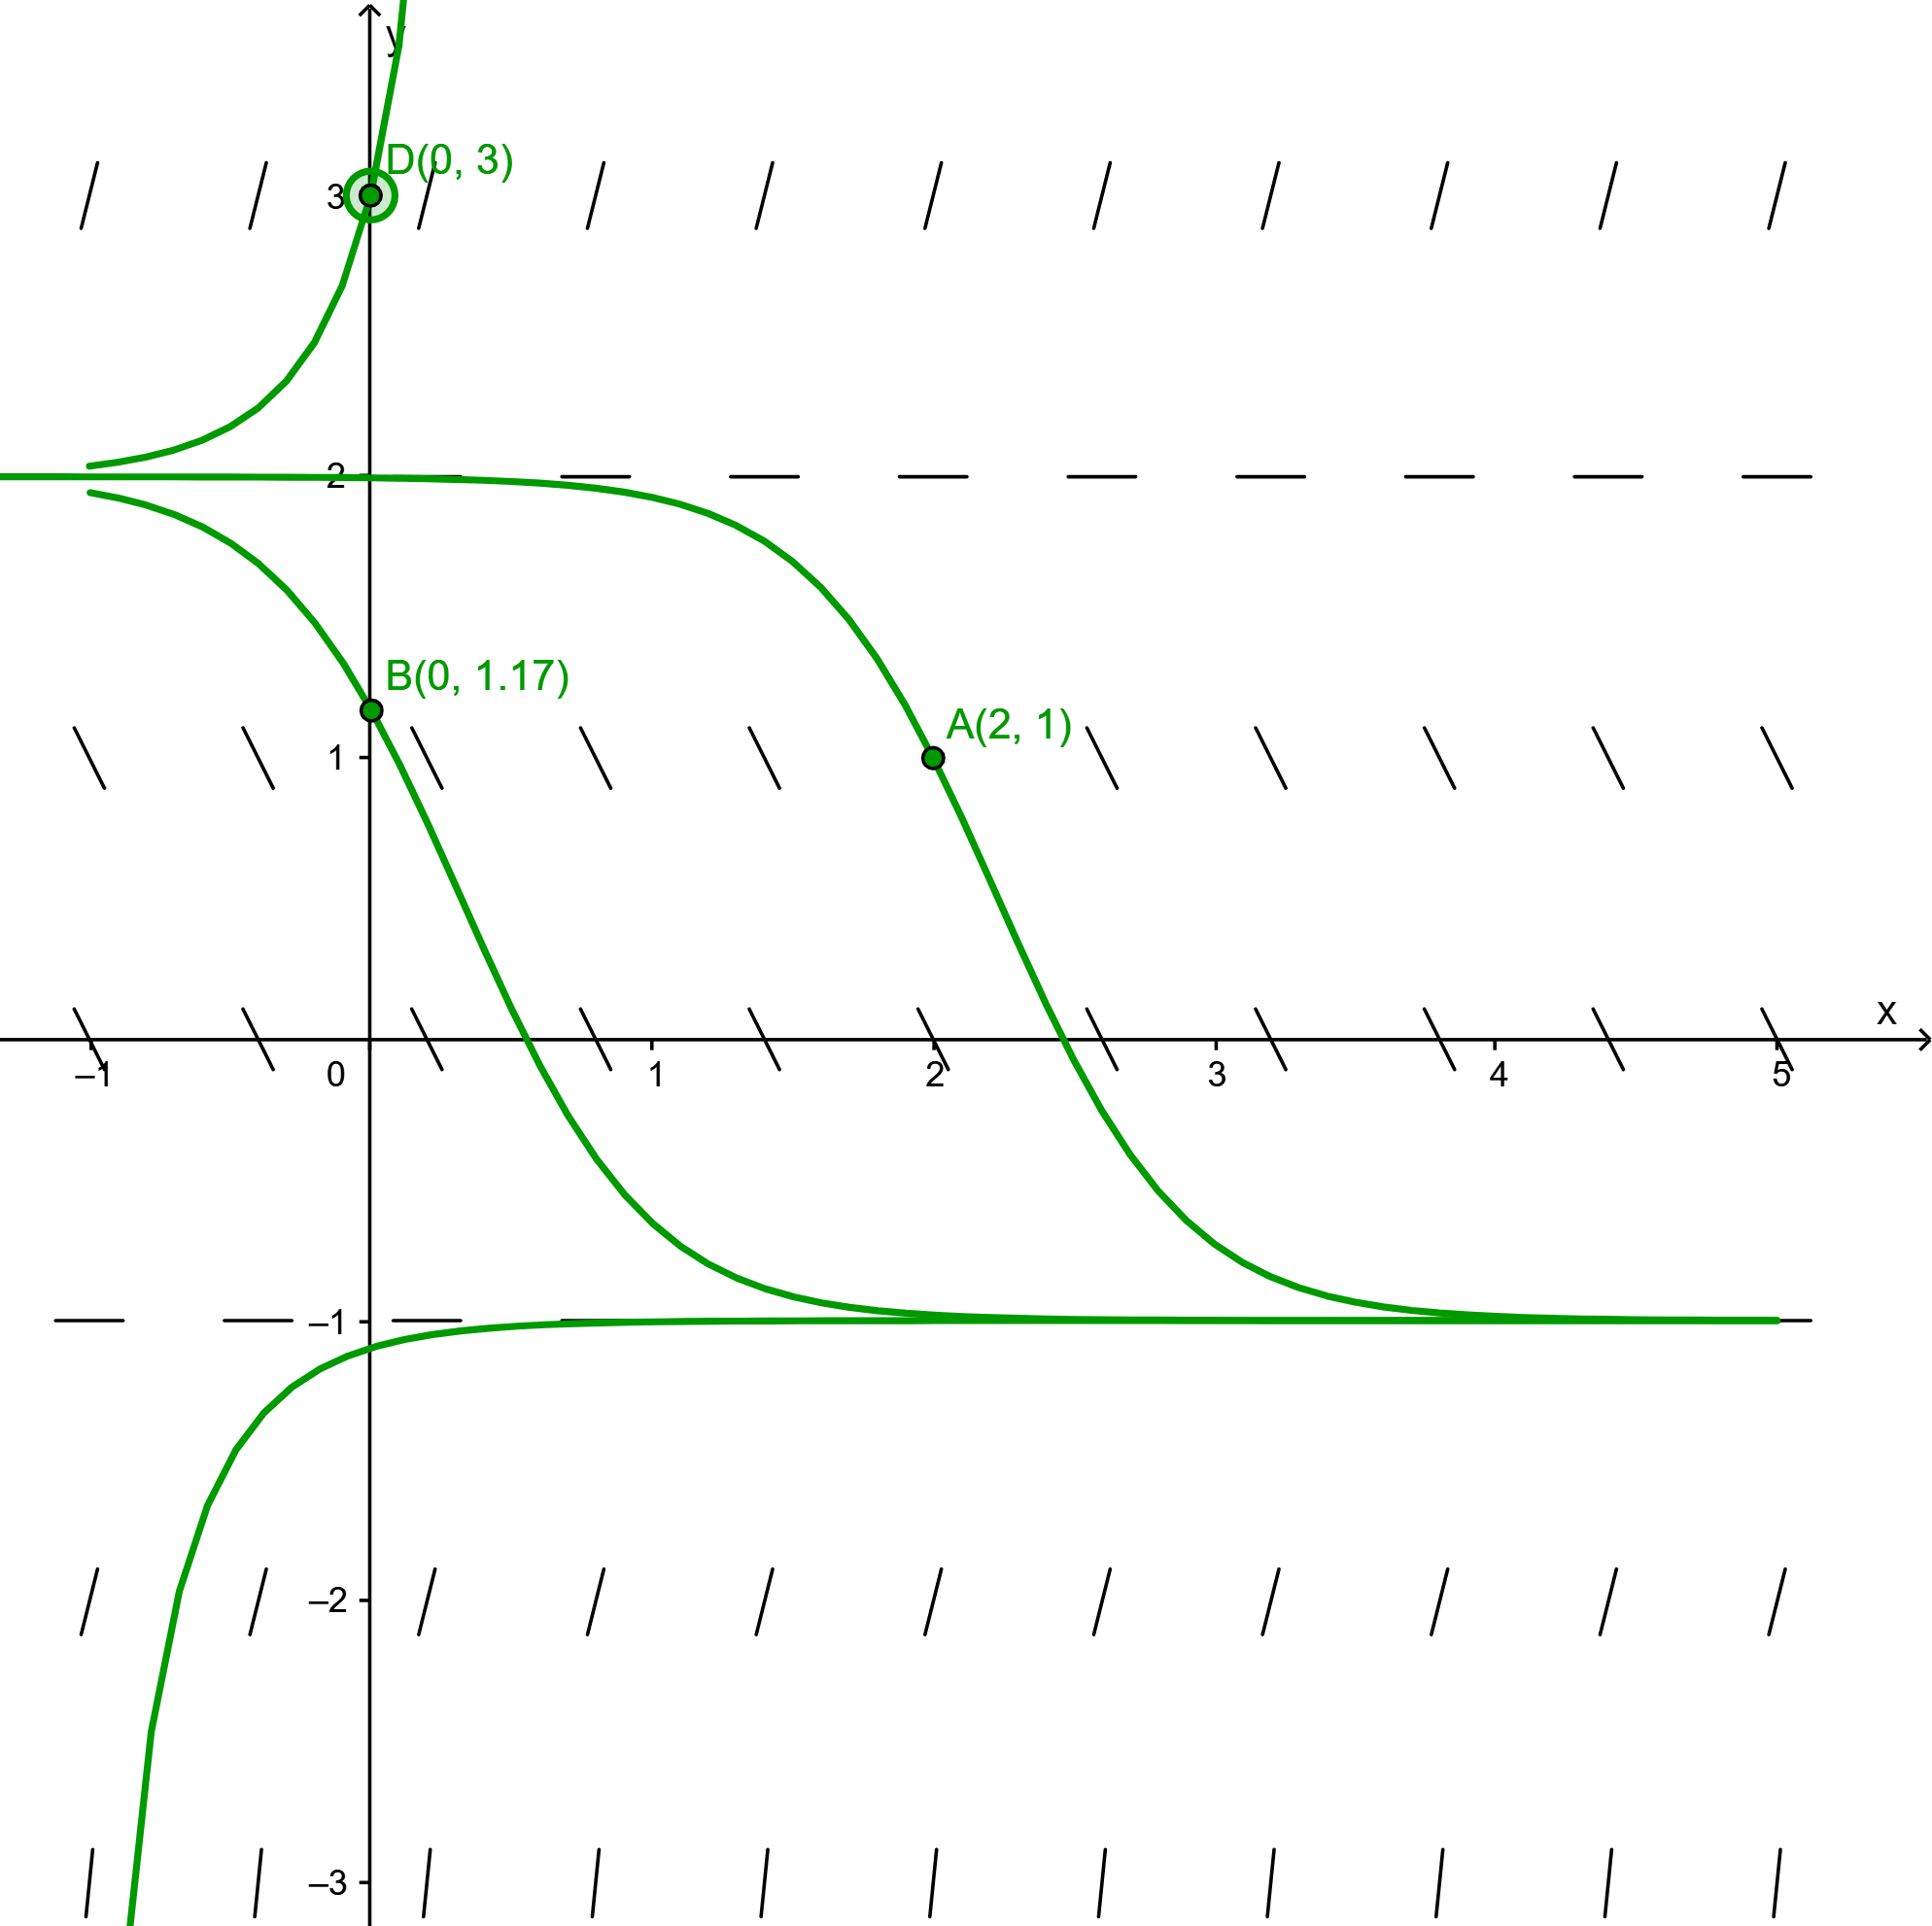 y
D(0, 3)
3
2
B(0, 1.17)
A(2, 1)
1
x
–1 0 1 2 3 4 5
–1
–2
–3